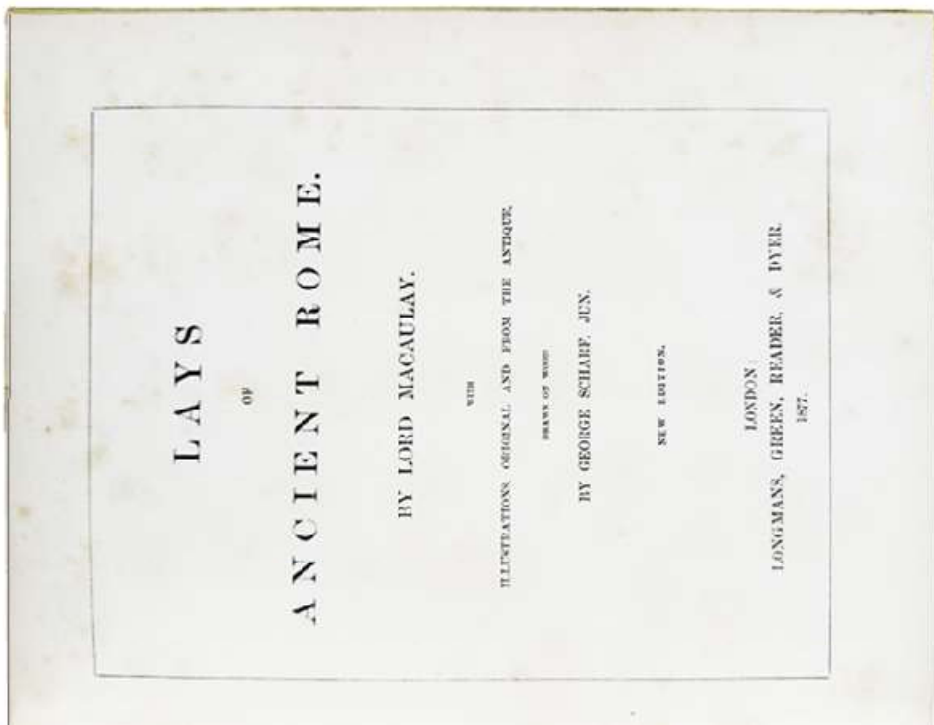 LAYS
OF
ANCIENT ROME.
BY LORD MACAULAY.
WITH
ILLUSTRATIONS ORIGINAL AND FROM THE ANTIQUE,
DRAWN ON WOOD
BY GEORGE SCHARF, JUN.
NEW EDITION.
LONDON:
LONGMANS, GREEN, READER, & DYER.
1877.